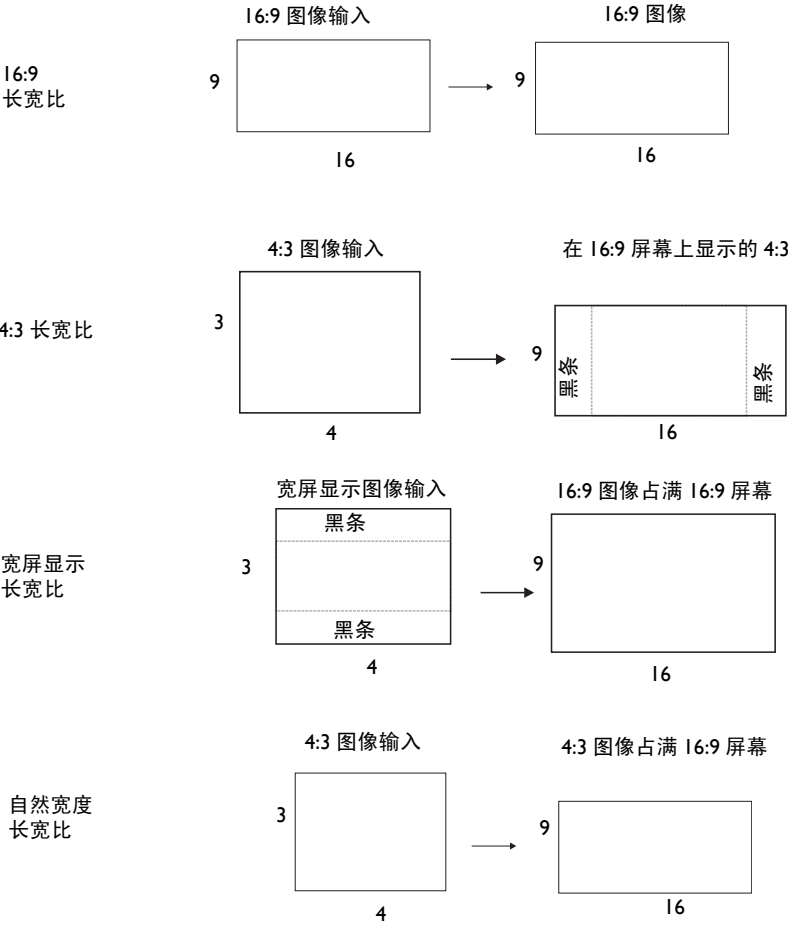 16:9 图像输入
16:9 图像
16:9
长宽比
9
9
16
16
4:3 图像输入
在 16:9 屏幕上显示的 4:3
4:3 长宽比
3
9
黑条
黑条
4
16
宽屏显示图像输入
16:9 图像占满 16:9 屏幕
黑条
宽屏显示
长宽比
3
9
黑条
4
16
4:3 图像输入
4:3 图像占满 16:9 屏幕
自然宽度
长宽比
3
9
4
16